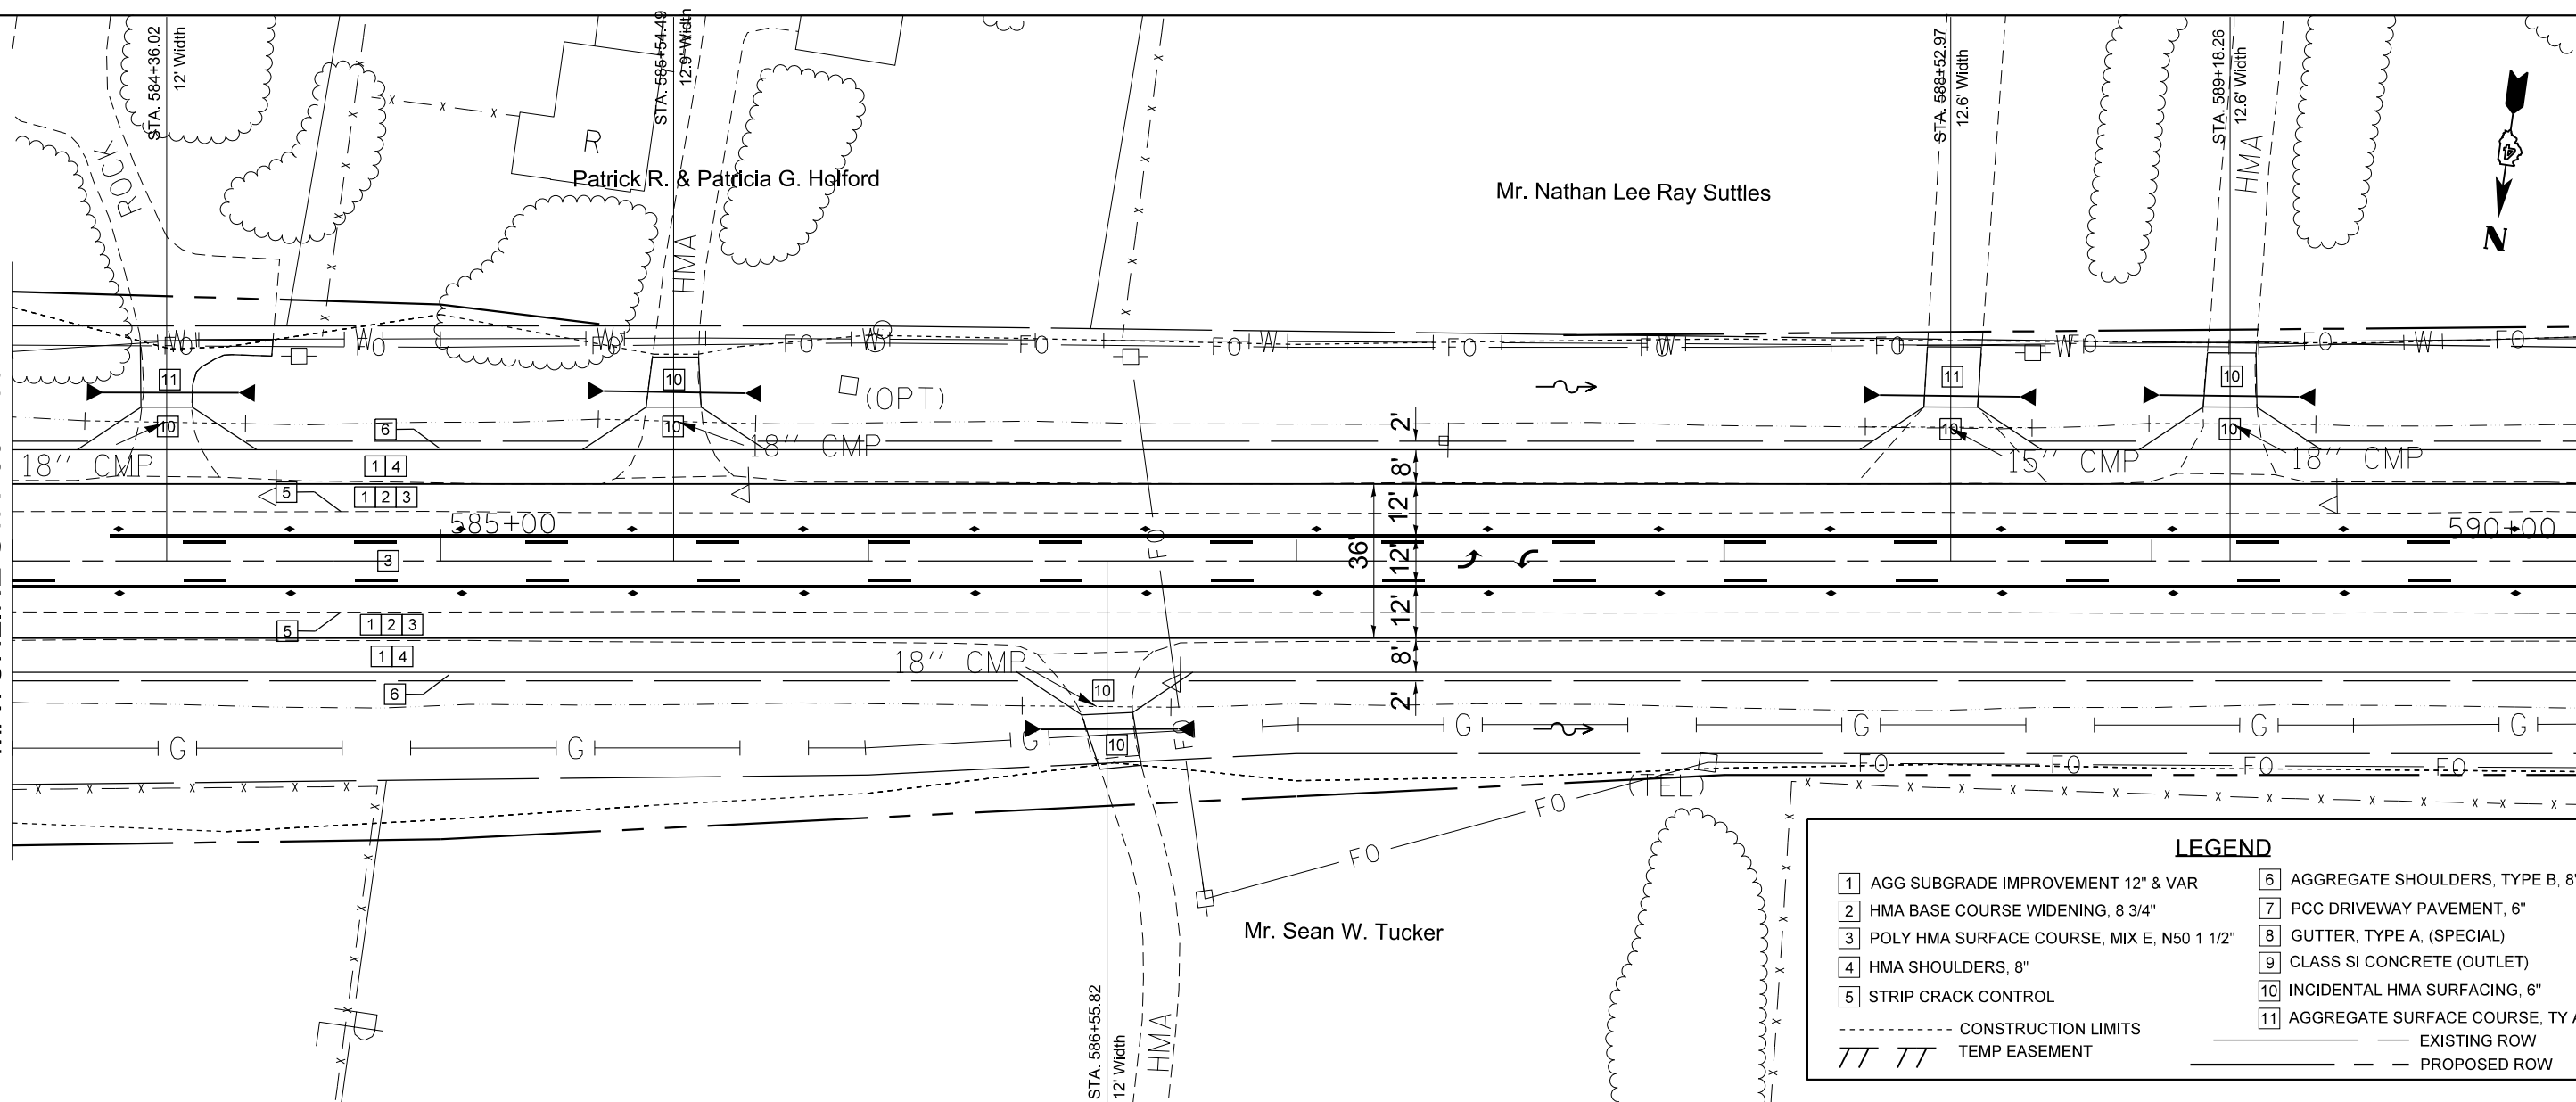 STA. 584+36.02
12' Width
STA. 585+54.49
12.9' Width
STA. 588+52.97
12.6' Width
STA. 589+18.26
12.6' Width
ROCK
R
HMA
HMA
Patrick R. & Patricia G. Holford
Mr. Nathan Lee Ray Suttles
N
W
FO
W
FO
W
FO
FO
W
FO
FO
W
FO
FO
W
FO
W
FO
FO
W
FO
11
10
11
10
(OPT)
10
6
10
10
10
18" CMP
18" CMP
15" CMP
18" CMP
1 4
5
1 2 3
585+00
590+00
3
FO
2'
8'
12'
36'
12'
12'
8'
2'
5
1 2 3
1 4
6
18" CMP
10
10
G
G
G
G
G
G
G
FO
FO
FO
FO
FO
(TEL)
FO
FO
Mr. Sean W. Tucker
STA. 586+55.82
12' Width
HMA
LEGEND
1 AGG SUBGRADE IMPROVEMENT 12" & VAR
2 HMA BASE COURSE WIDENING, 8 3/4"
3 POLY HMA SURFACE COURSE, MIX E, N50 1 1/2"
4 HMA SHOULDERS, 8"
5 STRIP CRACK CONTROL
CONSTRUCTION LIMITS
TEMP EASEMENT
6 AGGREGATE SHOULDERS, TYPE B, 8"
7 PCC DRIVEWAY PAVEMENT, 6"
8 GUTTER, TYPE A, (SPECIAL)
9 CLASS SI CONCRETE (OUTLET)
10 INCIDENTAL HMA SURFACING, 6"
11 AGGREGATE SURFACE COURSE, TY A
EXISTING ROW
PROPOSED ROW